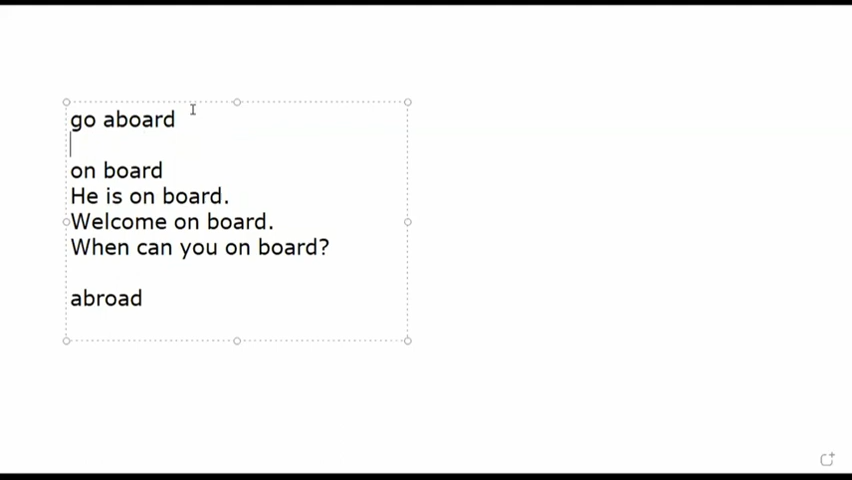 go aboard
on board
He is on board.
Welcome on board.
When can you on board?
abroad